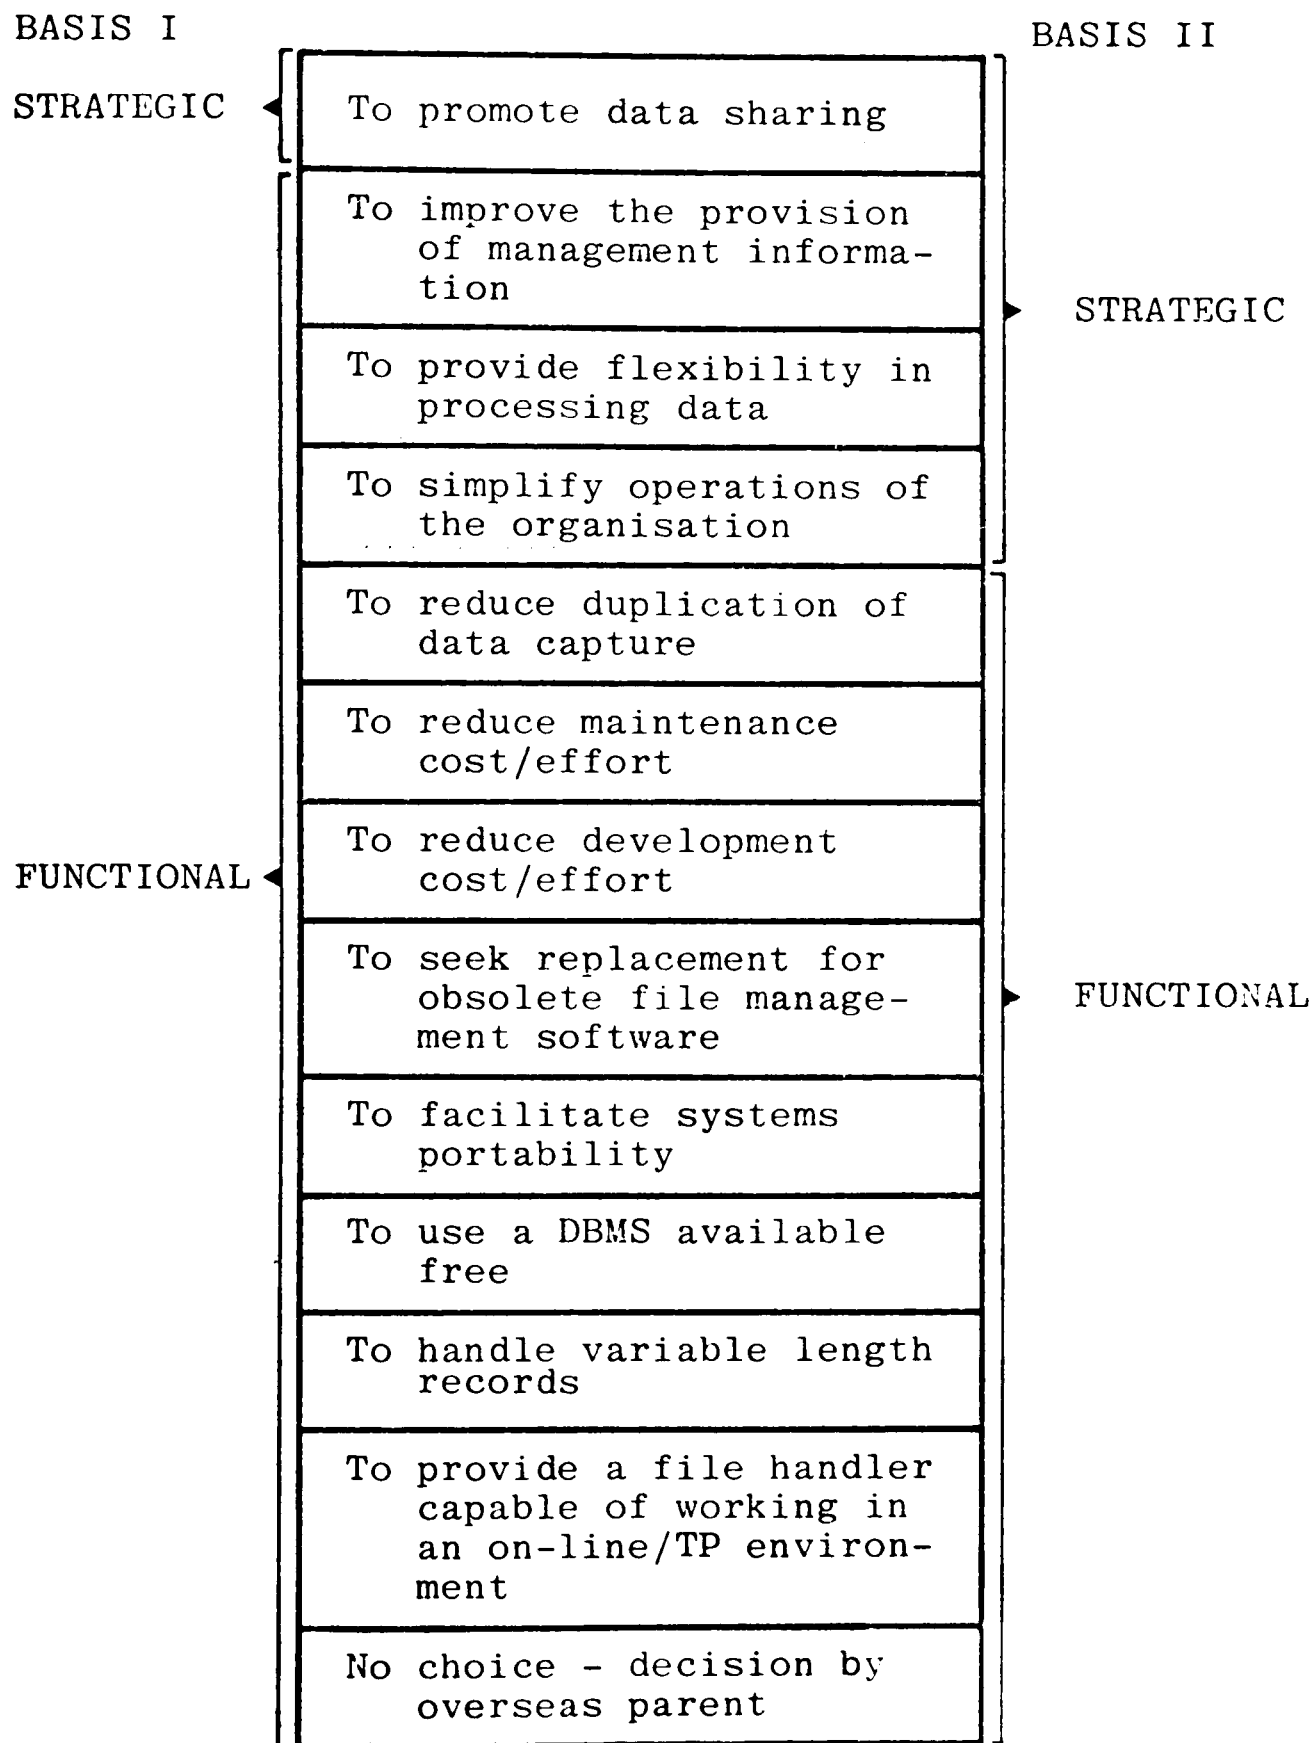 BASIS I
BASIS II
STRATEGIC
To promote data sharing
To improve the provision
of management informa-
tion
STRATEGIC
To provide flexibility in
processing data
To simplify operations of
the organisation
To reduce duplication of
data capture
To reduce maintenance
cost/effort
To reduce development
cost/effort
FUNCTIONAL
To seek replacement for
obsolete file manage-
ment software
FUNCTIONAL
To facilitate systems
portability
To use a DBMS available
free
To handle variable length
records
To provide a file handler
capable of working in
an on-line/TP environ-
ment
No choice - decision by
overseas parent